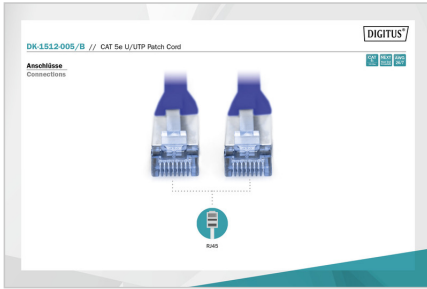 DIGITUS®
DK-1512-005/B // CAT 5e U/UTP Patch Cord
Anschlüsse
Connections
RJ45